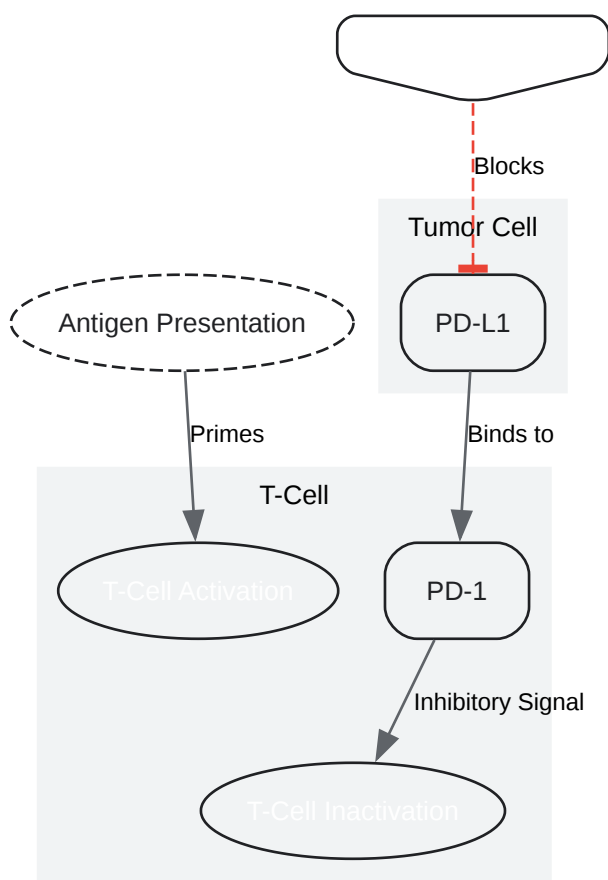 Blocks
Tumor Cell
Antigen Presentation
PD-L1
Primes
Binds to
T-Cell
T-Cell Activation
PD-1
Inhibitory Signal
T-Cell Inactivation